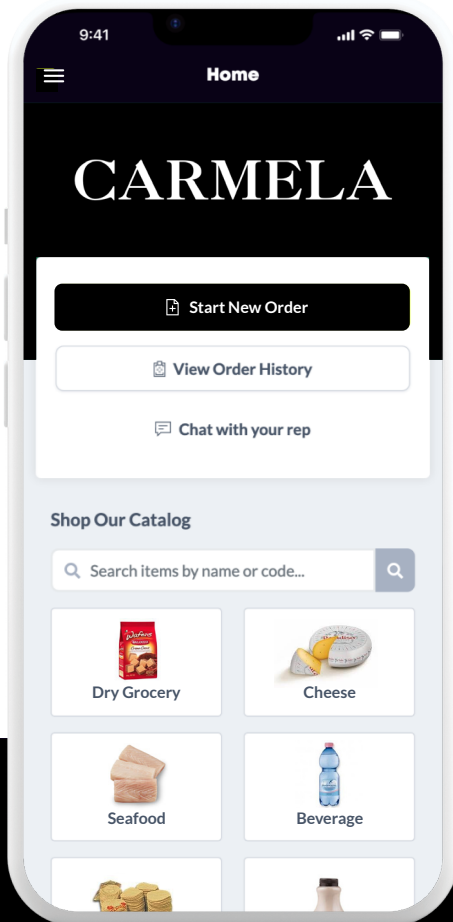 9:41
Home
CARMELA
Start New Order
View Order History
Chat with your rep
Shop Our Catalog
Search items by name or code...
Wafers
Dry Grocery
Cheese
Seafood
Beverage